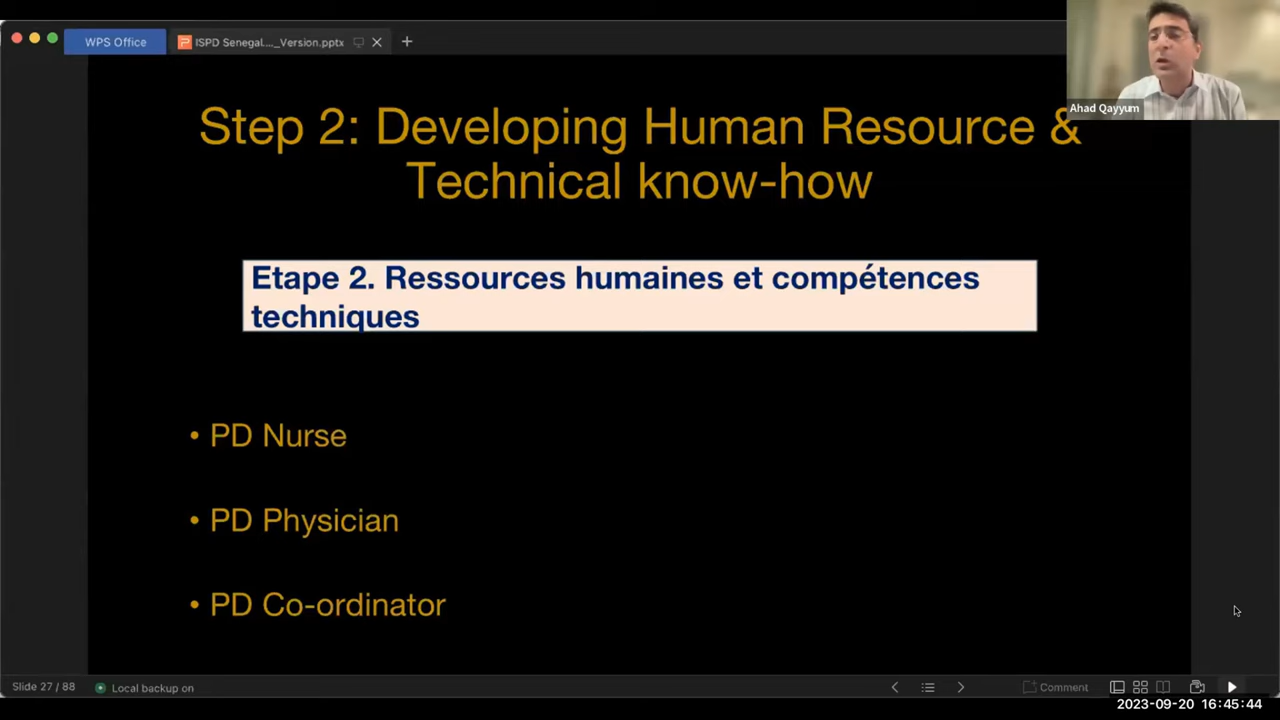 WPS Office
ISPD Senegal...._Version.pptx
Ahad Qayyum
Step 2: Developing Human Resource &
Technical know-how
Etape 2. Ressources humaines et compétences
techniques
• PD Nurse
• PD Physician
• PD Co-ordinator
Slide 27 / 88
Local backup on
Comment
2023-09-20 16:45:44